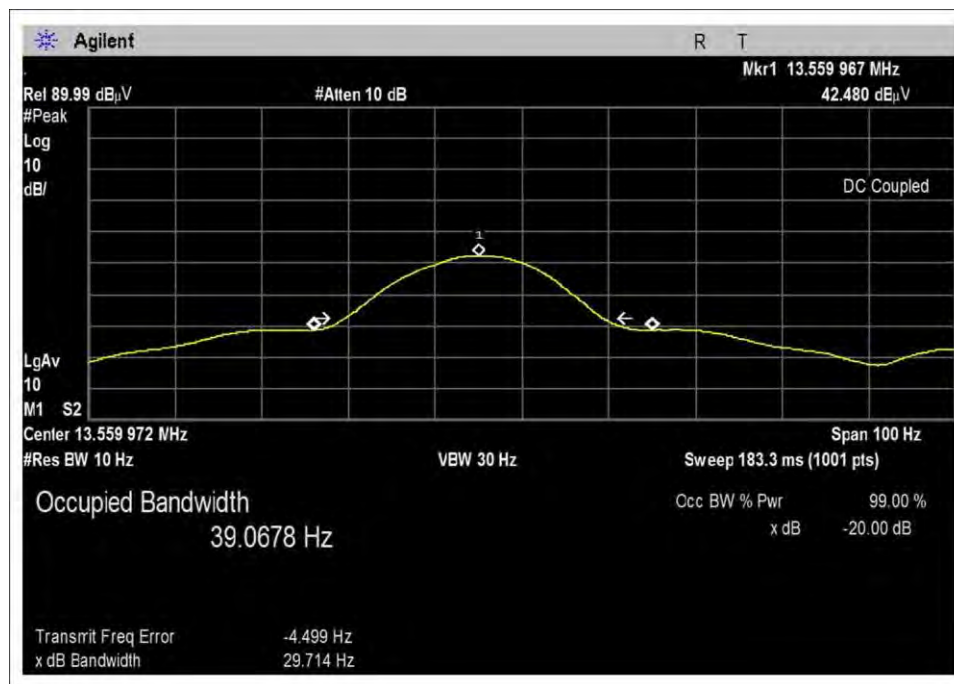 Agilent R T
Mkr1 13.559 967 MHz
Rel 89.99 dBµV #Atten 10 dB 42.480 dBµV
#Peak
Log
10
dB/
DC Coupled
1
LgAv
10
M1 S2
Center 13.559 972 MHz Span 100 Hz
#Res BW 10 Hz VBW 30 Hz Sweep 183.3 ms (1001 pts)
Occupied Bandwidth Occ BW % Pwr 99.00 %
39.0678 Hz x dB -20.00 dB
Transmit Freq Error -4.499 Hz
x dB Bandwidth 29.714 Hz